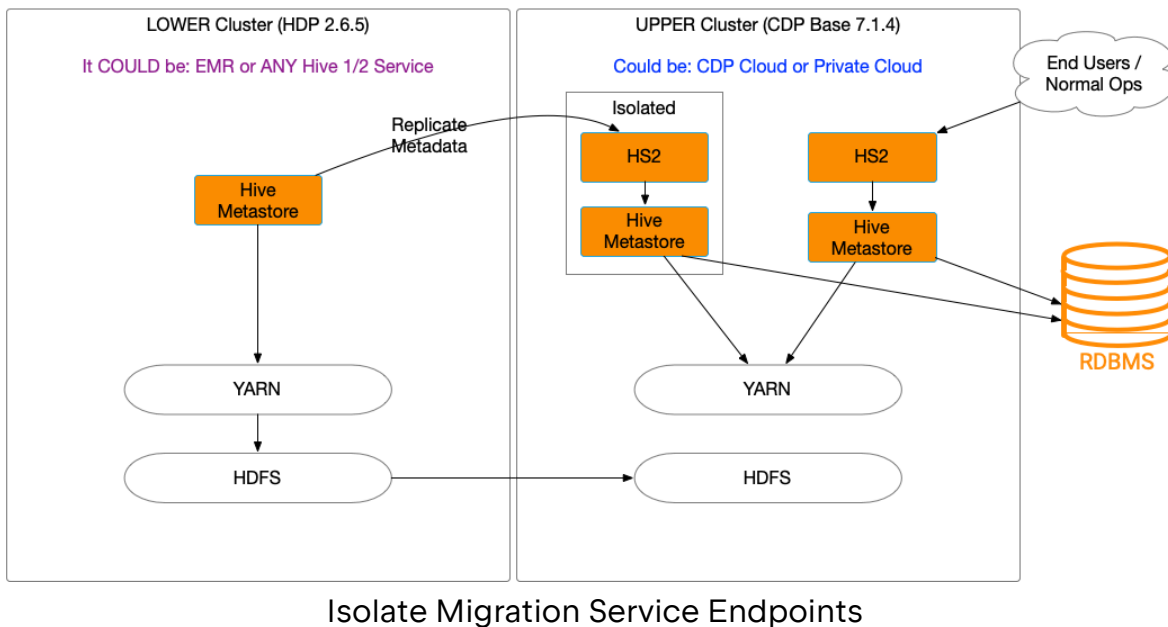 LOWER Cluster (HDP 2.6.5)
It COULD be: EMR or ANY Hive 1/2 Service
Replicate
Metadata
Hive
Metastore
YARN
HDFS
UPPER Cluster (CDP Base 7.1.4)
Could be: CDP Cloud or Private Cloud
Isolated
HS2
Hive
Metastore
HS2
Hive
Metastore
YARN
HDFS
End Users /
Normal Ops
RDBMS
Isolate Migration Service Endpoints